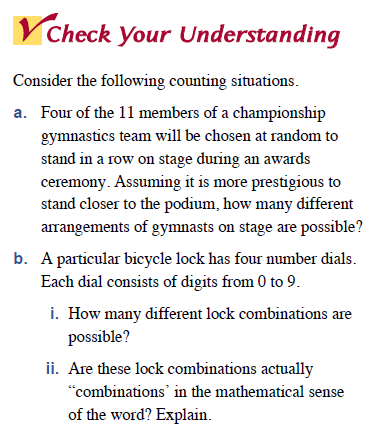 Check Your Understanding
Consider the following counting situations.
a. Four of the 11 members of a championship
gymnastics team will be chosen at random to
stand in a row on stage during an awards
ceremony. Assuming it is more prestigious to
stand closer to the podium, how many different
arrangements of gymnasts on stage are possible?
b. A particular bicycle lock has four number dials.
Each dial consists of digits from 0 to 9.
i. How many different lock combinations are
possible?
ii. Are these lock combinations actually
“combinations’ in the mathematical sense
of the word? Explain.